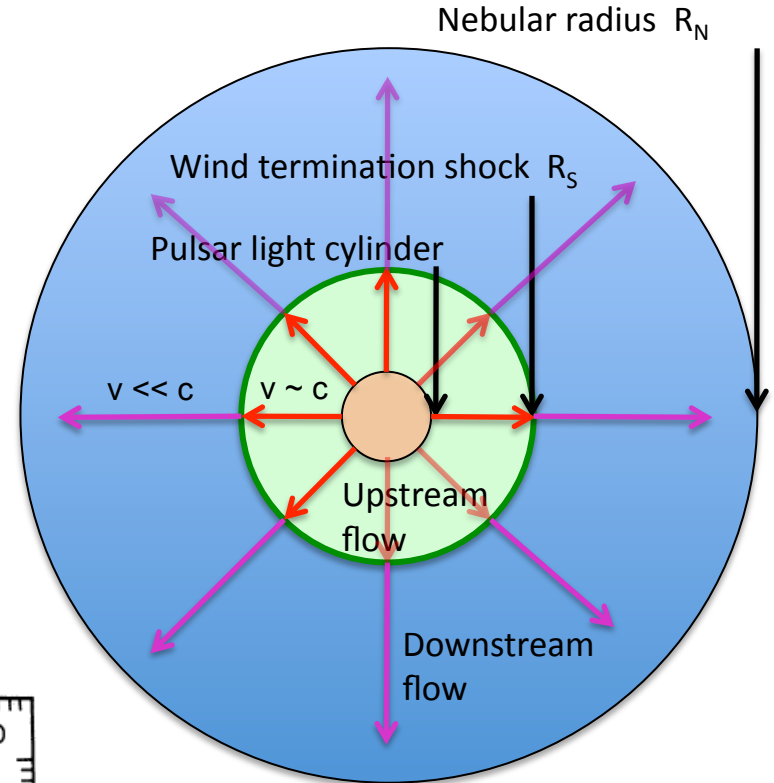 Nebular radius R_N
Wind termination shock R_S
Pulsar light cylinder
v << c
v ~ c
Upstream
flow
Downstream
flow